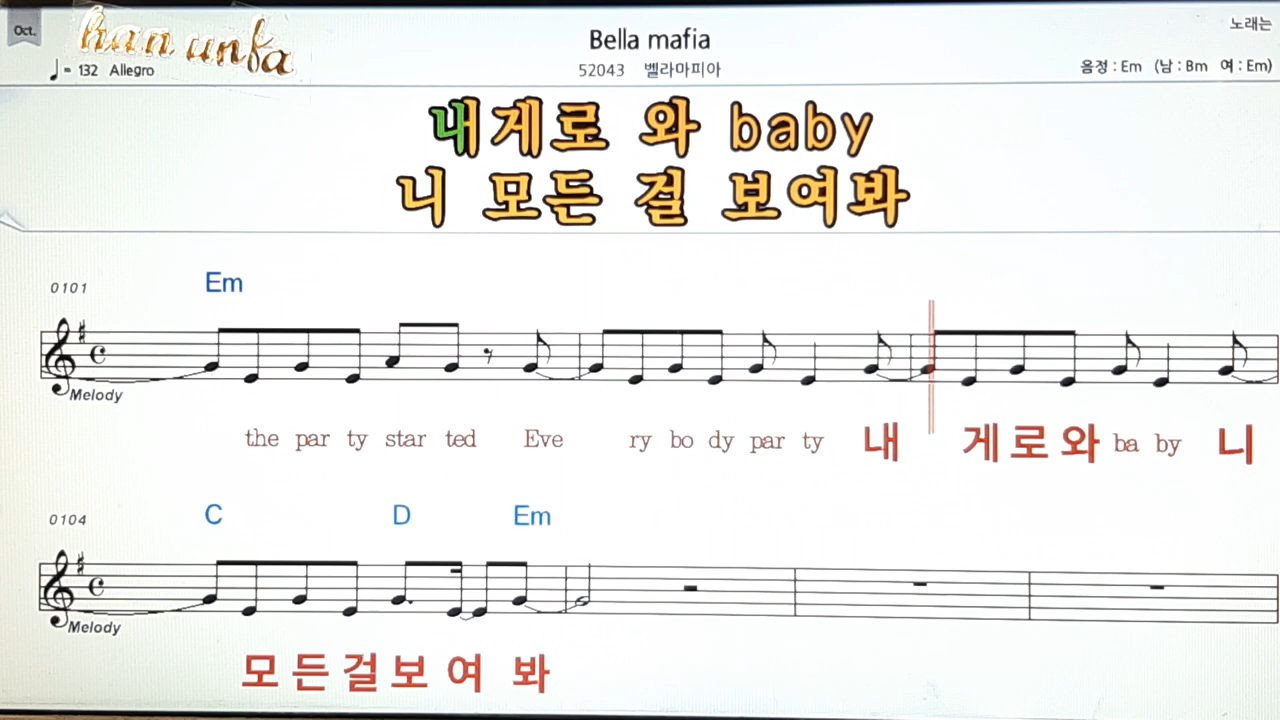 Oct.
han unfa
Bella mafia
노래는
♩= 132 Allegro
52043 벨라마피아
음정 : Em (남 : Bm 여 : Em)
내게로 와 baby
니 모든 걸 보여봐
0101
Em
Melody
the par ty star ted Eve ry bo dy par ty 내 게 로 와 ba by 니
0104
C D Em
Melody
모 든 걸 보 여 봐